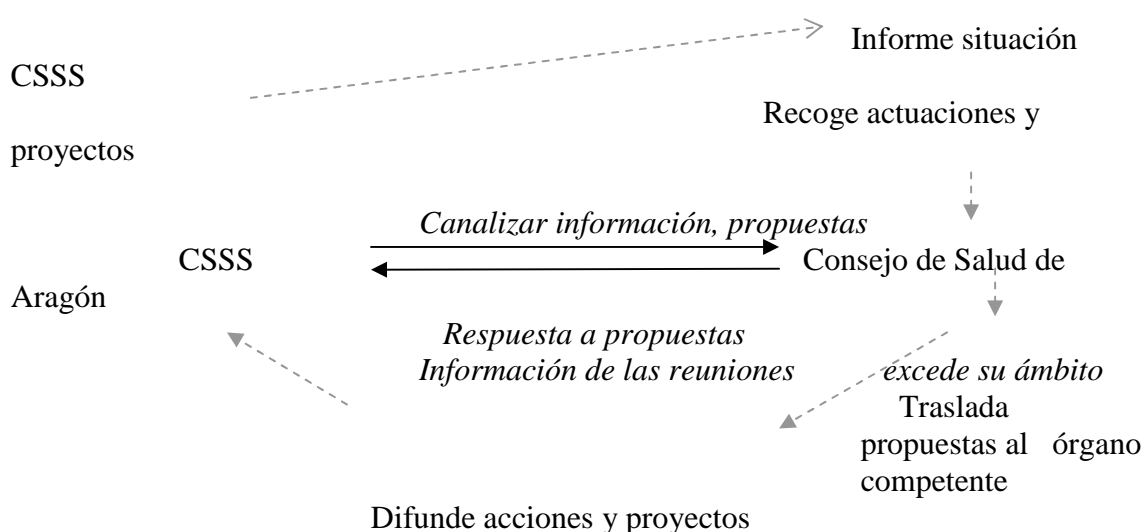 Informe situación
CSSS
Recoge actuaciones y
proyectos
Canalizar información, propuestas
CSSS Consejo de Salud de
Aragón
Respuesta a propuestas
Información de las reuniones excede su ámbito
Traslada
propuestas al órgano
competente
Difunde acciones y proyectos